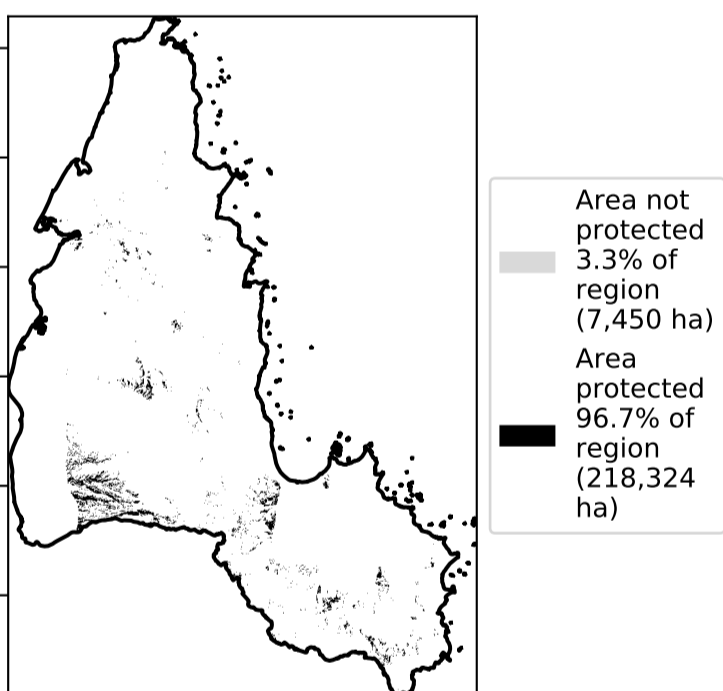 Area not
protected
3.3% of
region
(7,450 ha)
Area
protected
96.7% of
region
(218,324
ha)